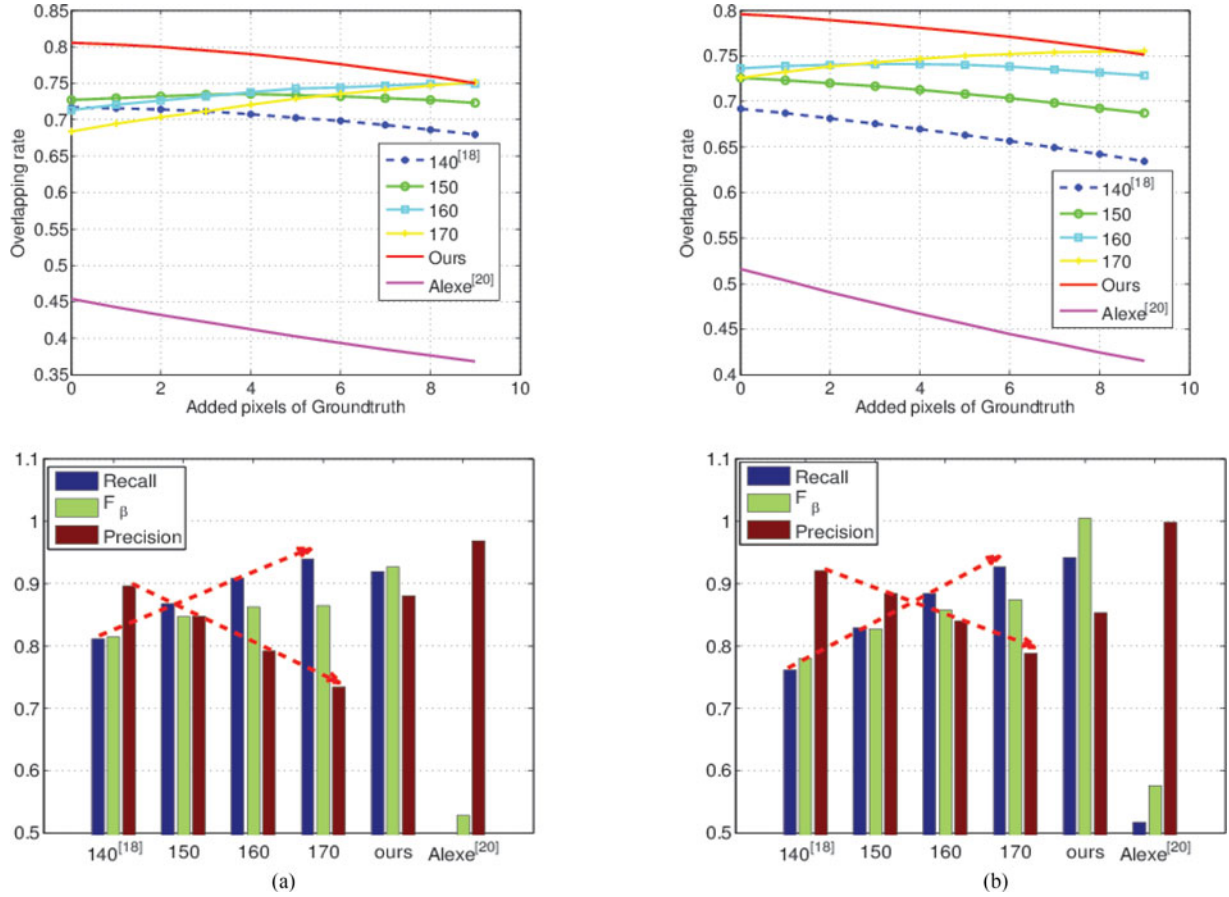 0.85
0.8
0.75
0.7
0.65
0.6
0.55
0.5
0.45
0.4
0.35
0 2 4 6 8 10
Overlapping rate
Added pixels of Groundtruth
140[18]
150
160
170
Ours
Alexe[20]
0.8
0.75
0.7
0.65
0.6
0.55
0.5
0.45
0.4
0 2 4 6 8 10
Overlapping rate
Added pixels of Groundtruth
140[18]
150
160
170
Ours
Alexe[20]
1.1
1
0.9
0.8
0.7
0.6
0.5
Recall
Fβ
Precision
140[18] 150 160 170 ours Alexe[20]
(a)
1.1
1
0.9
0.8
0.7
0.6
0.5
Recall
Fβ
Precision
140[18] 150 160 170 ours Alexe[20]
(b)